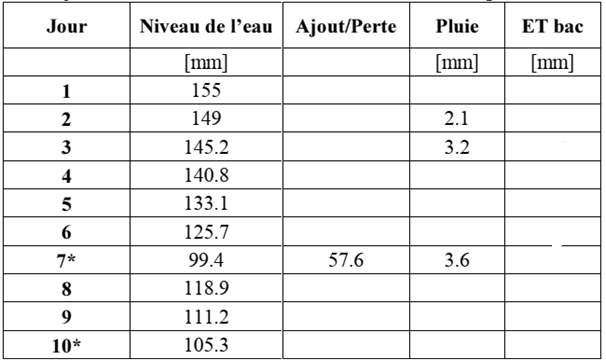 Jour Niveau de l'eau Ajout/Perte Pluie ET bac
[mm] [mm] [mm]
1 155
2 149 2.1
3 145.2 3.2
4 140.8
5 133.1
6 125.7
7* 99.4 57.6 3.6
8 118.9
9 111.2
10* 105.3